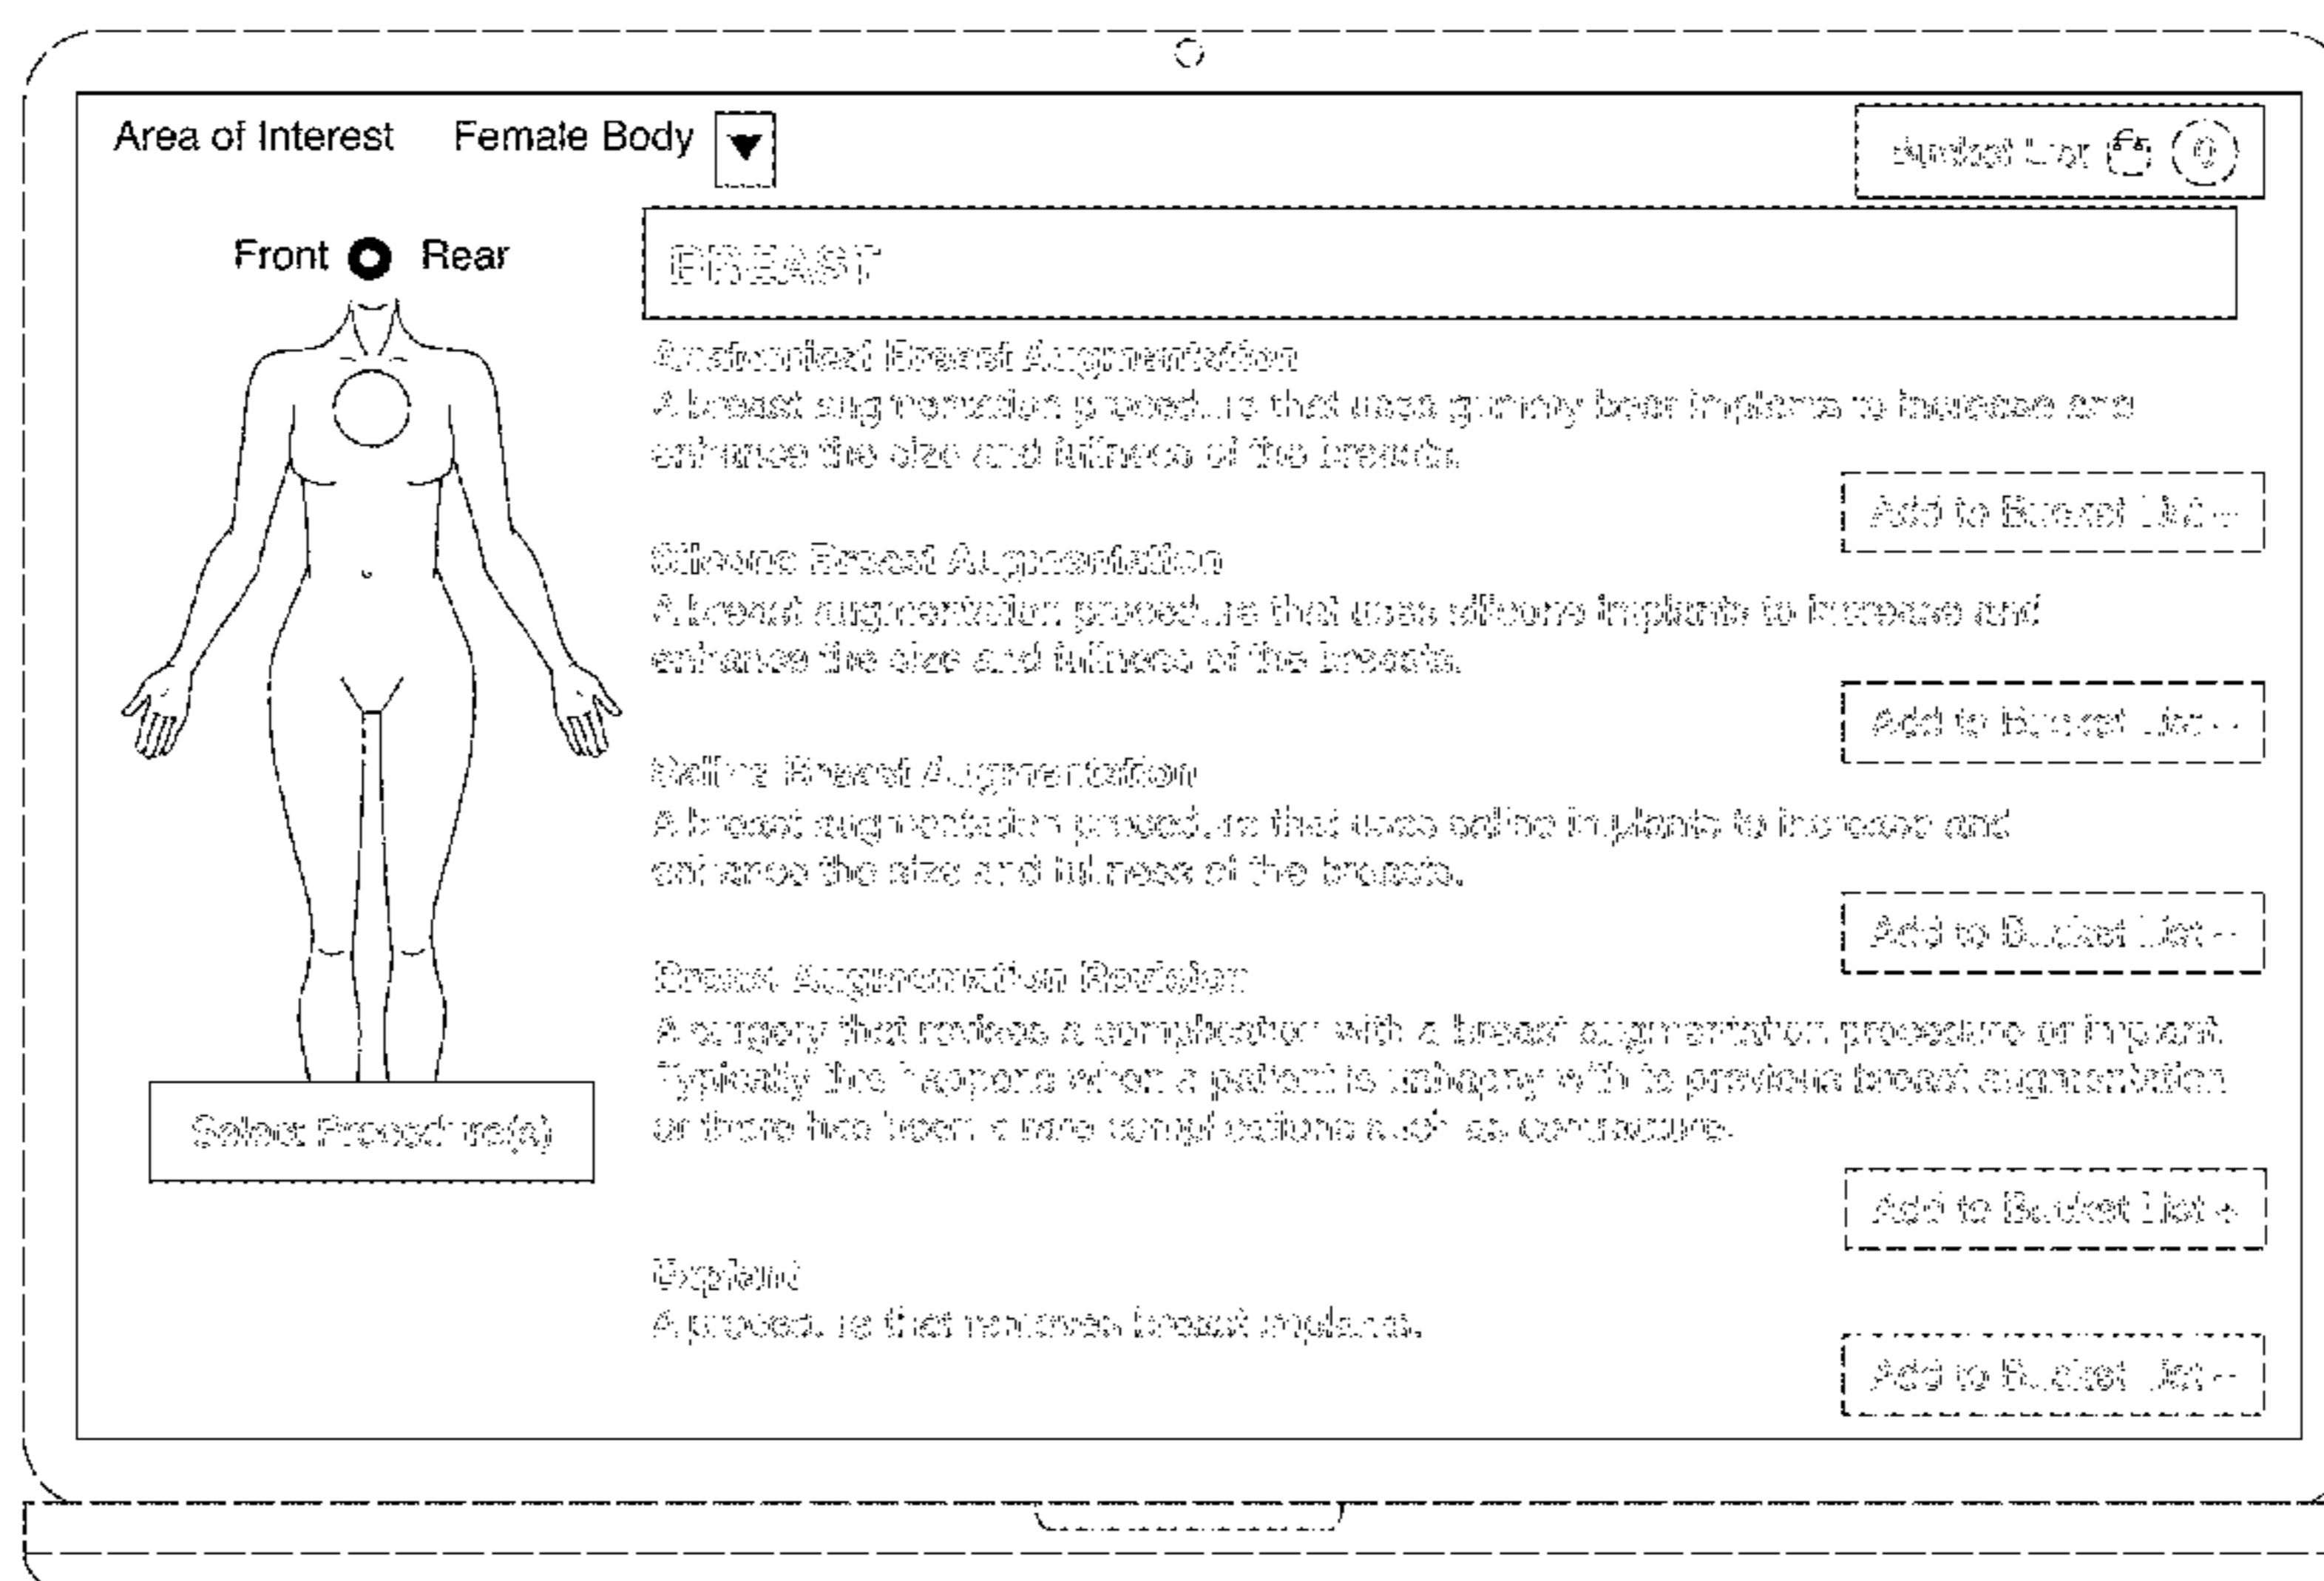 Area of Interest Female Body
Bucket List 0
Front Rear
BREAST
Anatomical Breast Augmentation
A breast augmentation procedure that uses gummy bear implants to increase and
enhance the size and fullness of the breasts.
Add to Bucket List +
Silicone Breast Augmentation
A breast augmentation procedure that uses silicone implants to increase and
enhance the size and fullness of the breasts.
Add to Bucket List +
Saline Breast Augmentation
A breast augmentation procedure that uses saline implants to increase and
enhance the size and fullness of the breasts.
Add to Bucket List +
Breast Augmentation Revision
A surgery that revises a complication with a breast augmentation procedure or implant.
Typically this happens when a patient is unhappy with to previous breast augmentation
or there has been a rare complications such as contracture.
Select Procedure(s)
Add to Bucket List +
Explant
A procedure that removes breast implants.
Add to Bucket List +